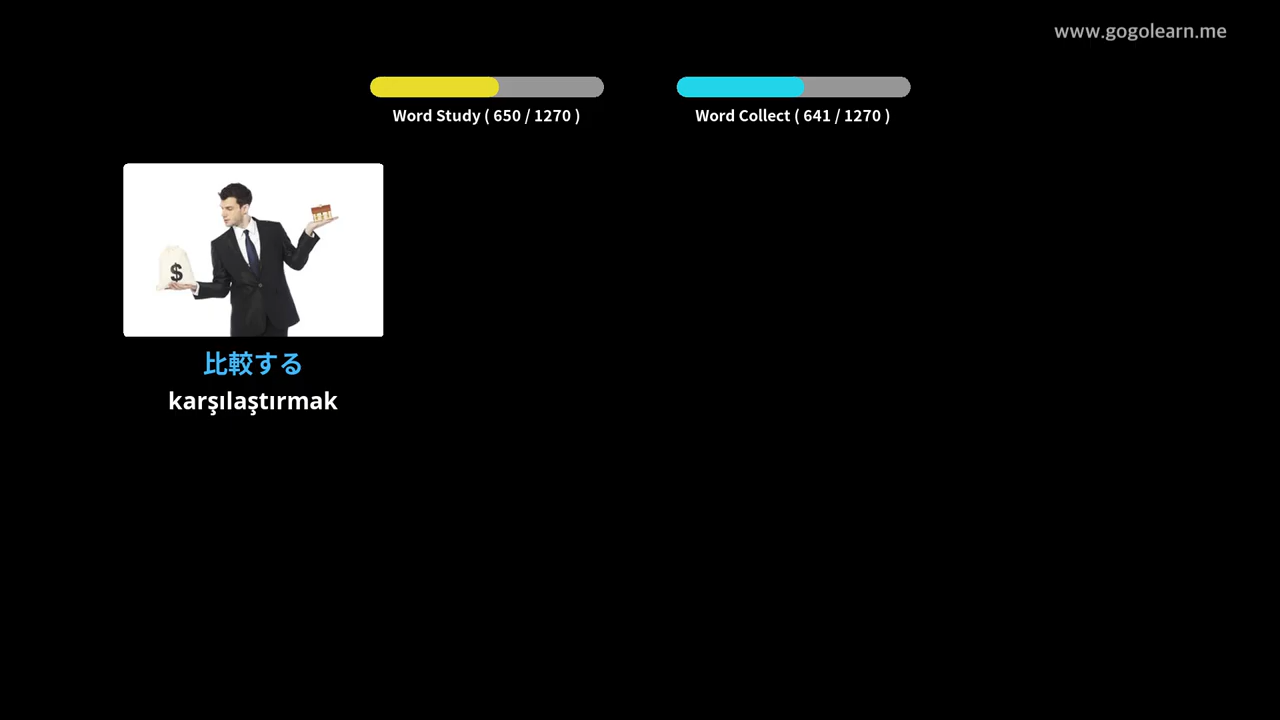 www.gogolearn.me
Word Study ( 650 / 1270 )
Word Collect ( 641 / 1270 )
$
比較する
karşılaştırmak